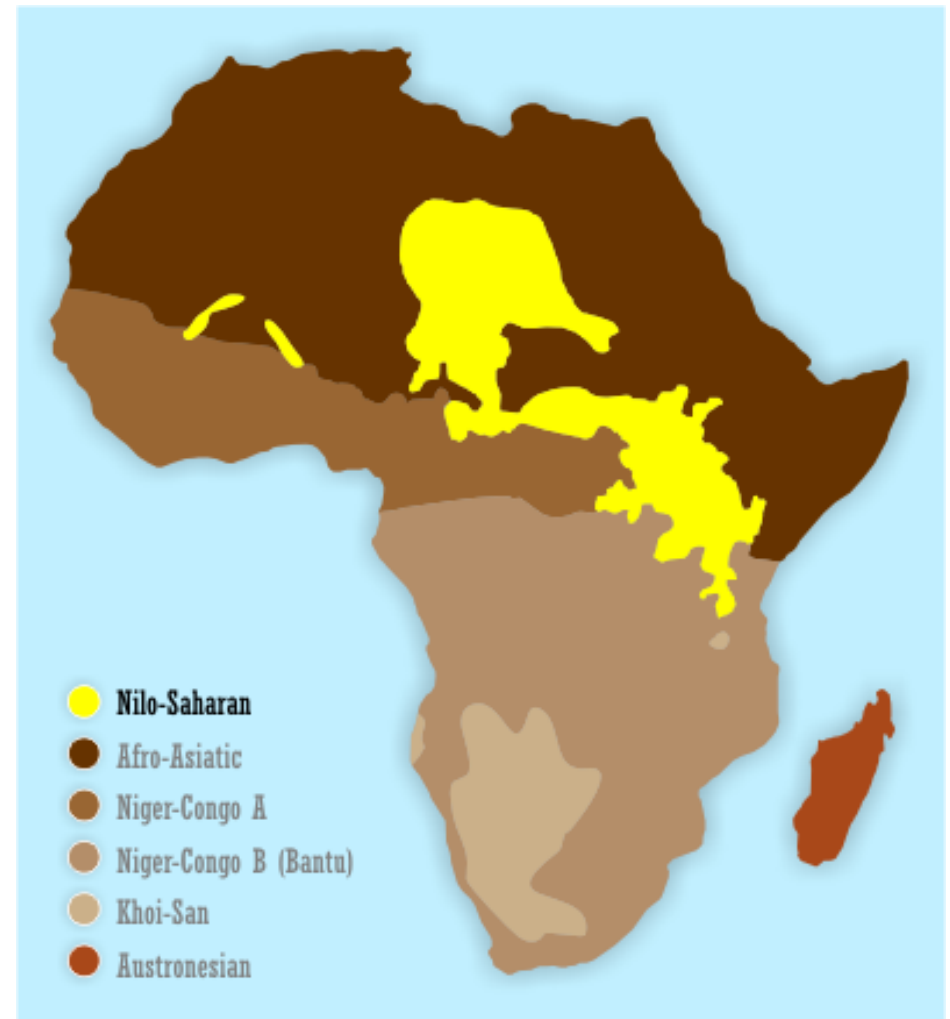 Nilo-Saharan
Afro-Asiatic
Niger-Congo A
Niger-Congo B (Bantu)
Khoi-San
Austronesian